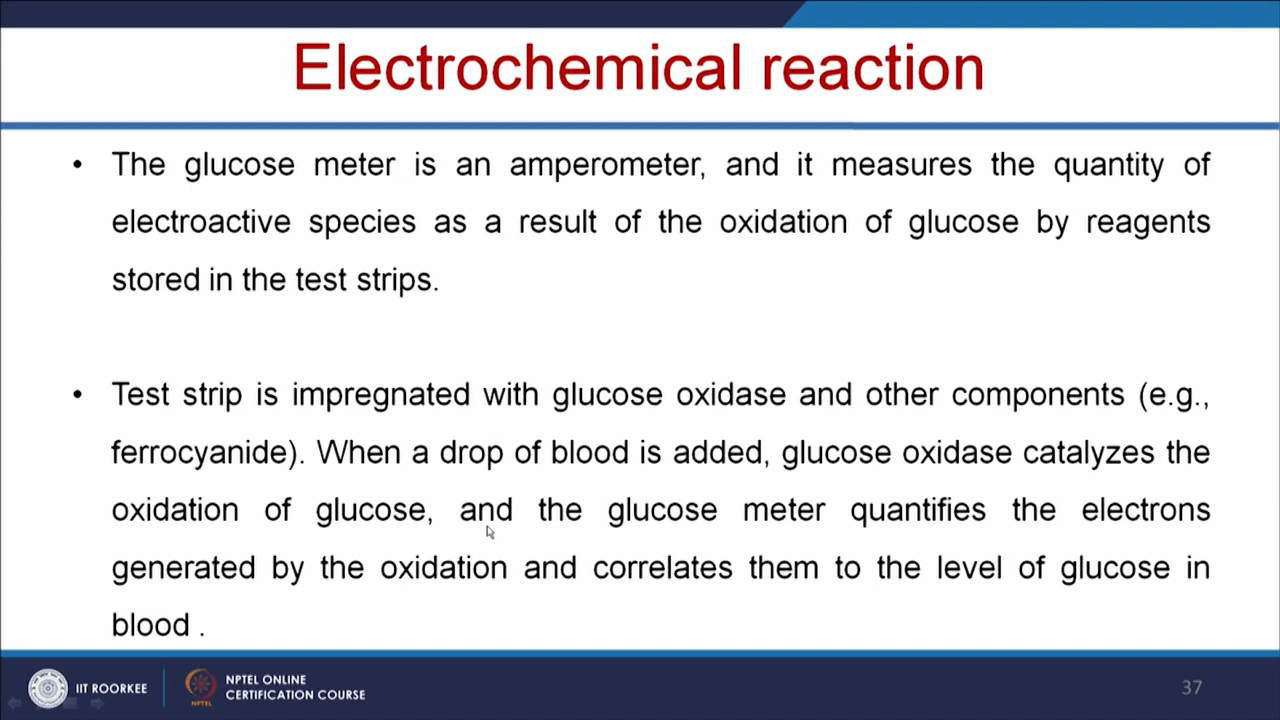 Electrochemical reaction
• The glucose meter is an amperometer, and it measures the quantity of
electroactive species as a result of the oxidation of glucose by reagents
stored in the test strips.
• Test strip is impregnated with glucose oxidase and other components (e.g.,
ferrocyanide). When a drop of blood is added, glucose oxidase catalyzes the
oxidation of glucose, and the glucose meter quantifies the electrons
generated by the oxidation and correlates them to the level of glucose in
blood .
IIT ROORKEE
NPTEL
NPTEL ONLINE
CERTIFICATION COURSE
37